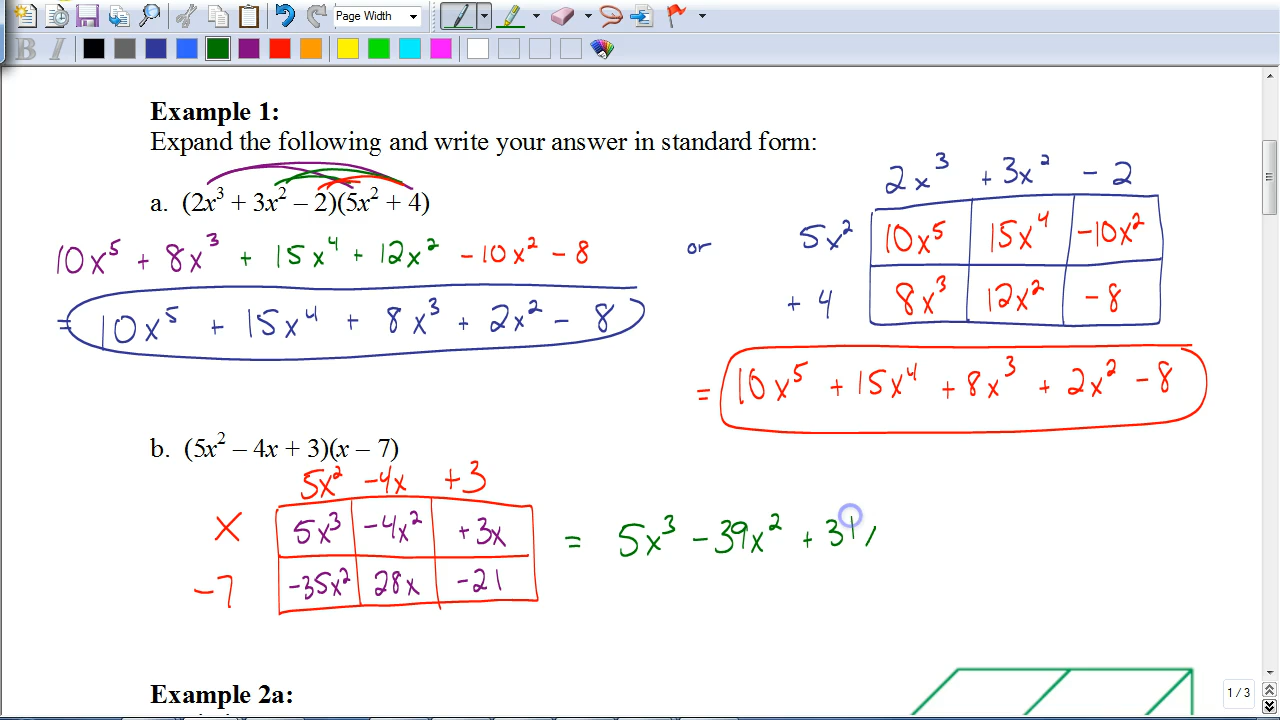 Page Width
B I
Example 1:
Expand the following and write your answer in standard form:
a. (2x³ + 3x² – 2)(5x² + 4)
10x⁵ + 8x³ + 15x⁴ + 12x² - 10x² - 8
= 10x⁵ + 15x⁴ + 8x³ + 2x² - 8
or
2x³ + 3x² - 2
5x² 10x⁵ 15x⁴ -10x²
+ 4 8x³ 12x² -8
= 10x⁵ + 15x⁴ + 8x³ + 2x² - 8
b. (5x² – 4x + 3)(x – 7)
5x² -4x +3
x 5x³ -4x² +3x
-7 -35x² 28x -21
= 5x³ - 39x² + 31
Example 2a:
1 / 3